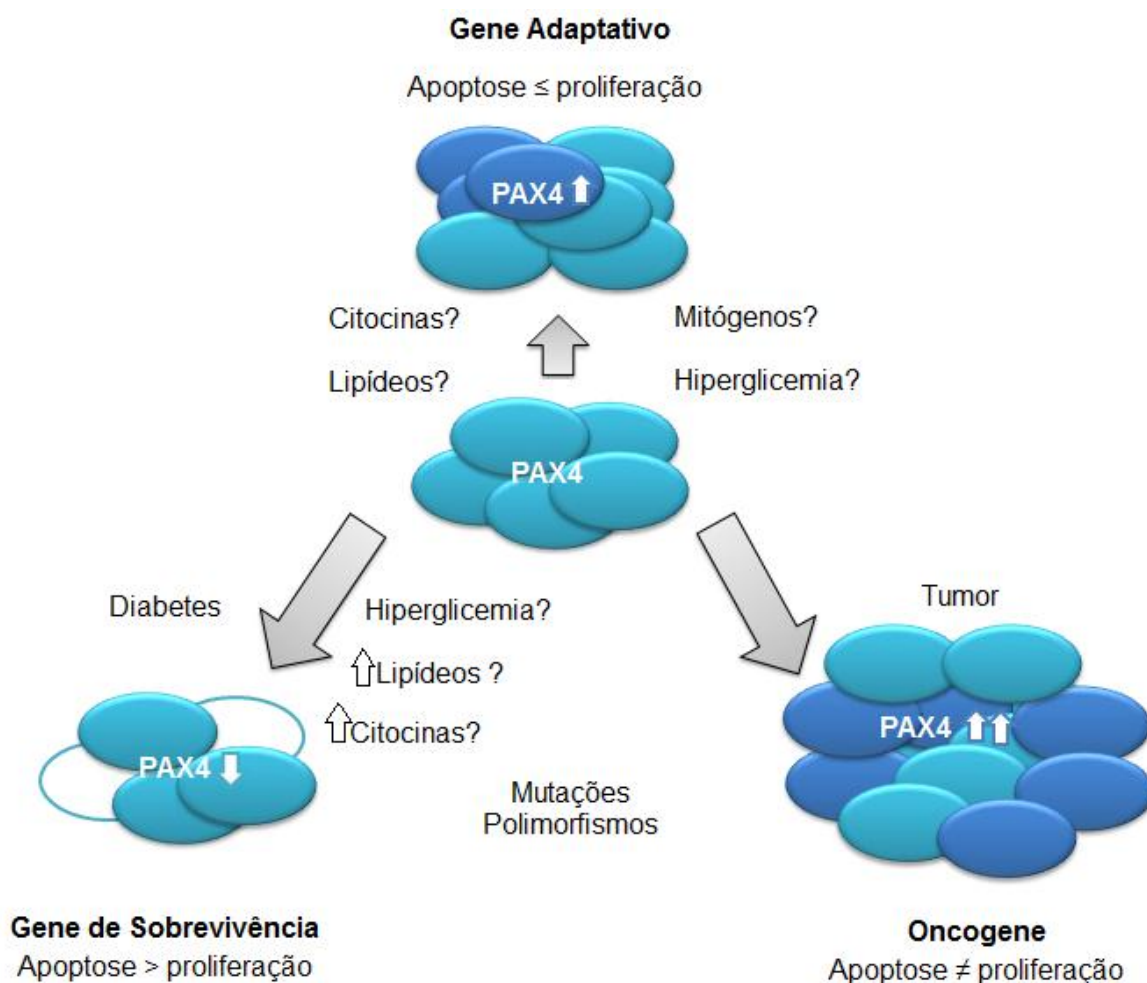 Gene Adaptativo
Apoptose ≤ proliferação
PAX4
Citocinas? Mitógenos?
Lipídeos? Hiperglicemia?
PAX4
Diabetes Hiperglicemia? Tumor
Lipídeos ?
PAX4 Citocinas? PAX4
Mutações
Polimorfismos
Gene de Sobrevivência
Apoptose > proliferação
Oncogene
Apoptose ≠ proliferação